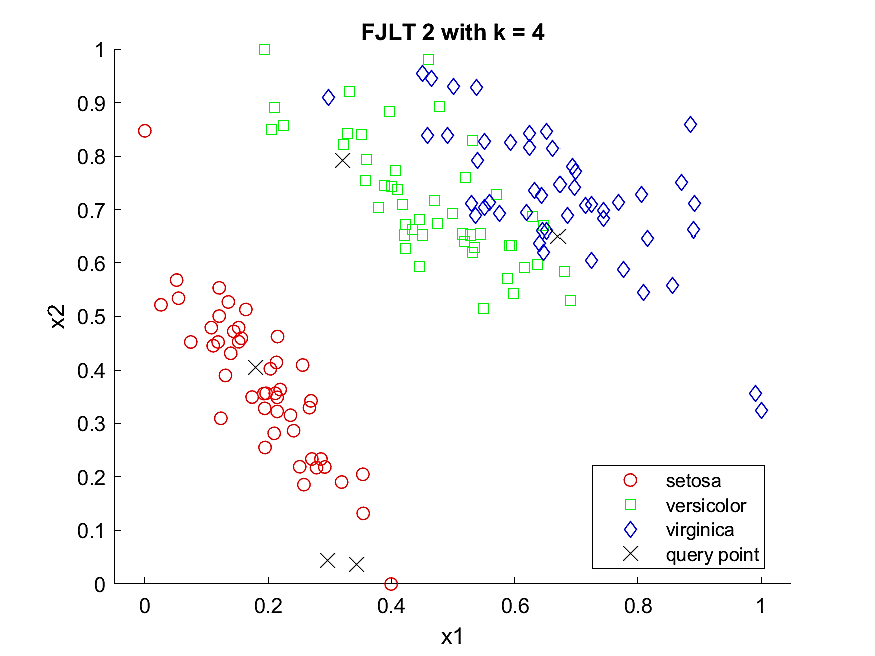 FJLT 2 with k = 4
1
0.9
0.8
0.7
0.6
0.5
0.4
0.3
0.2
0.1
0
x2
0 0.2 0.4 0.6 0.8 1
x1
setosa
versicolor
virginica
query point